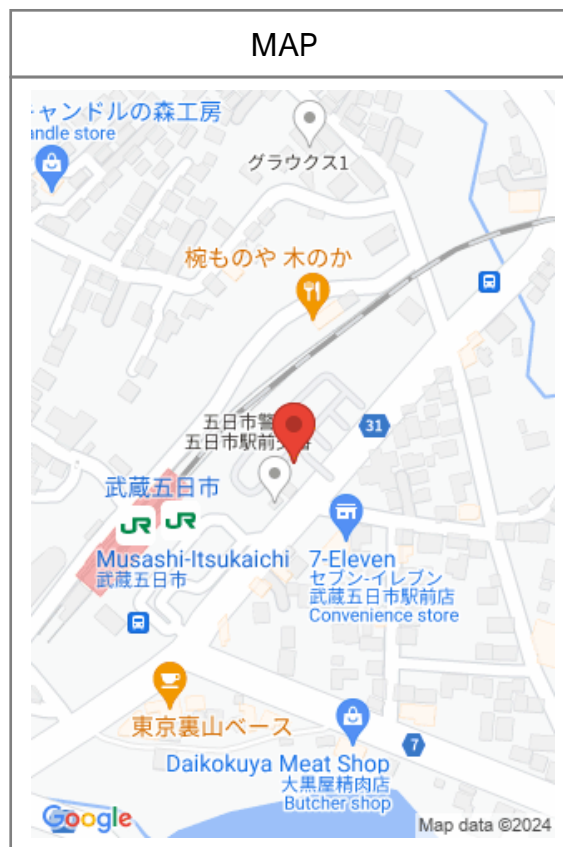 MAP
キャンドルの森工房
andle store
グラウクス1
椀ものや 木のか
31
五日市警
五日市駅前
武蔵五日市
JR JR
Musashi-Itsukaichi
武蔵五日市
7-Eleven
セブン-イレブン
武蔵五日市駅前店
Convenience store
東京裏山ベース
7
Daikokuya Meat Shop
大黒屋精肉店
Butcher shop
Google
Map data ©2024